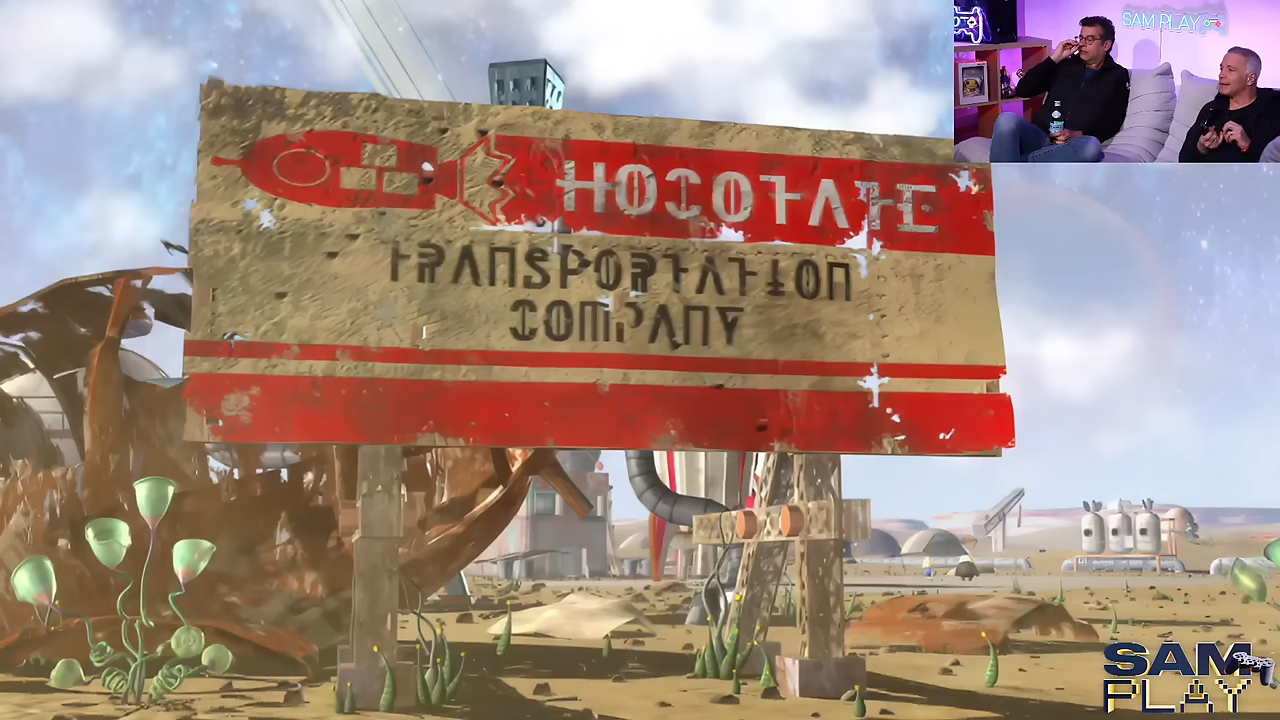 SAM PLAY
HOCOTATE
TRANSPORTATION
COMPANY
SAM
PLAY